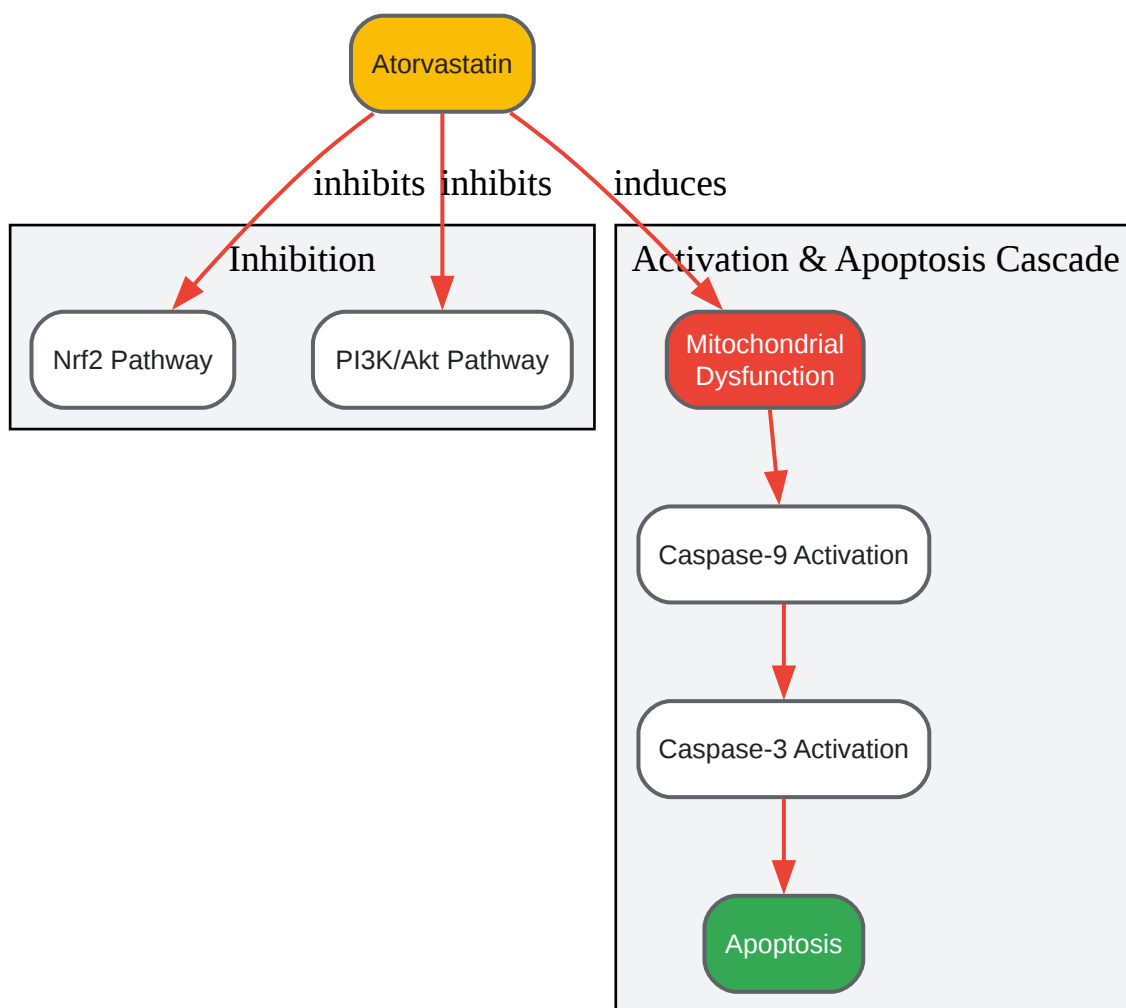 Atorvastatin
inhibits
inhibits
induces
Inhibition
Activation & Apoptosis Cascade
Nrf2 Pathway
PI3K/Akt Pathway
Mitochondrial
Dysfunction
Caspase-9 Activation
Caspase-3 Activation
Apoptosis